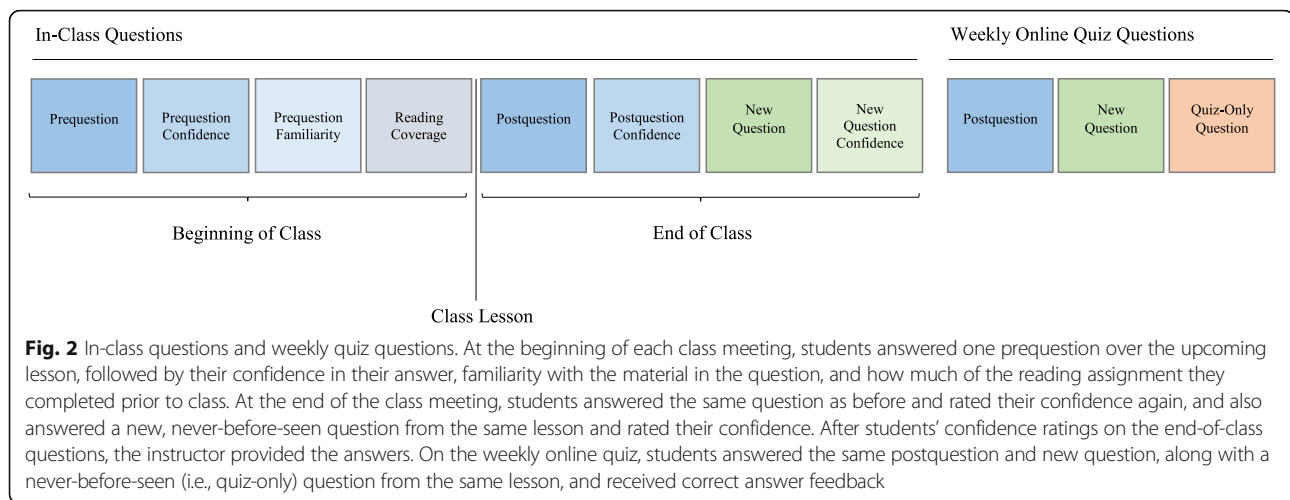 In-Class Questions
Weekly Online Quiz Questions
Prequestion
Prequestion
Confidence
Prequestion
Familiarity
Reading
Coverage
Postquestion
Postquestion
Confidence
New
Question
New
Question
Confidence
Postquestion
New
Question
Quiz-Only
Question
Beginning of Class
End of Class
Class Lesson
Fig. 2 In-class questions and weekly quiz questions. At the beginning of each class meeting, students answered one prequestion over the upcoming
lesson, followed by their confidence in their answer, familiarity with the material in the question, and how much of the reading assignment they
completed prior to class. At the end of the class meeting, students answered the same question as before and rated their confidence again, and also
answered a new, never-before-seen question from the same lesson and rated their confidence. After students’ confidence ratings on the end-of-class
questions, the instructor provided the answers. On the weekly online quiz, students answered the same postquestion and new question, along with a
never-before-seen (i.e., quiz-only) question from the same lesson, and received correct answer feedback